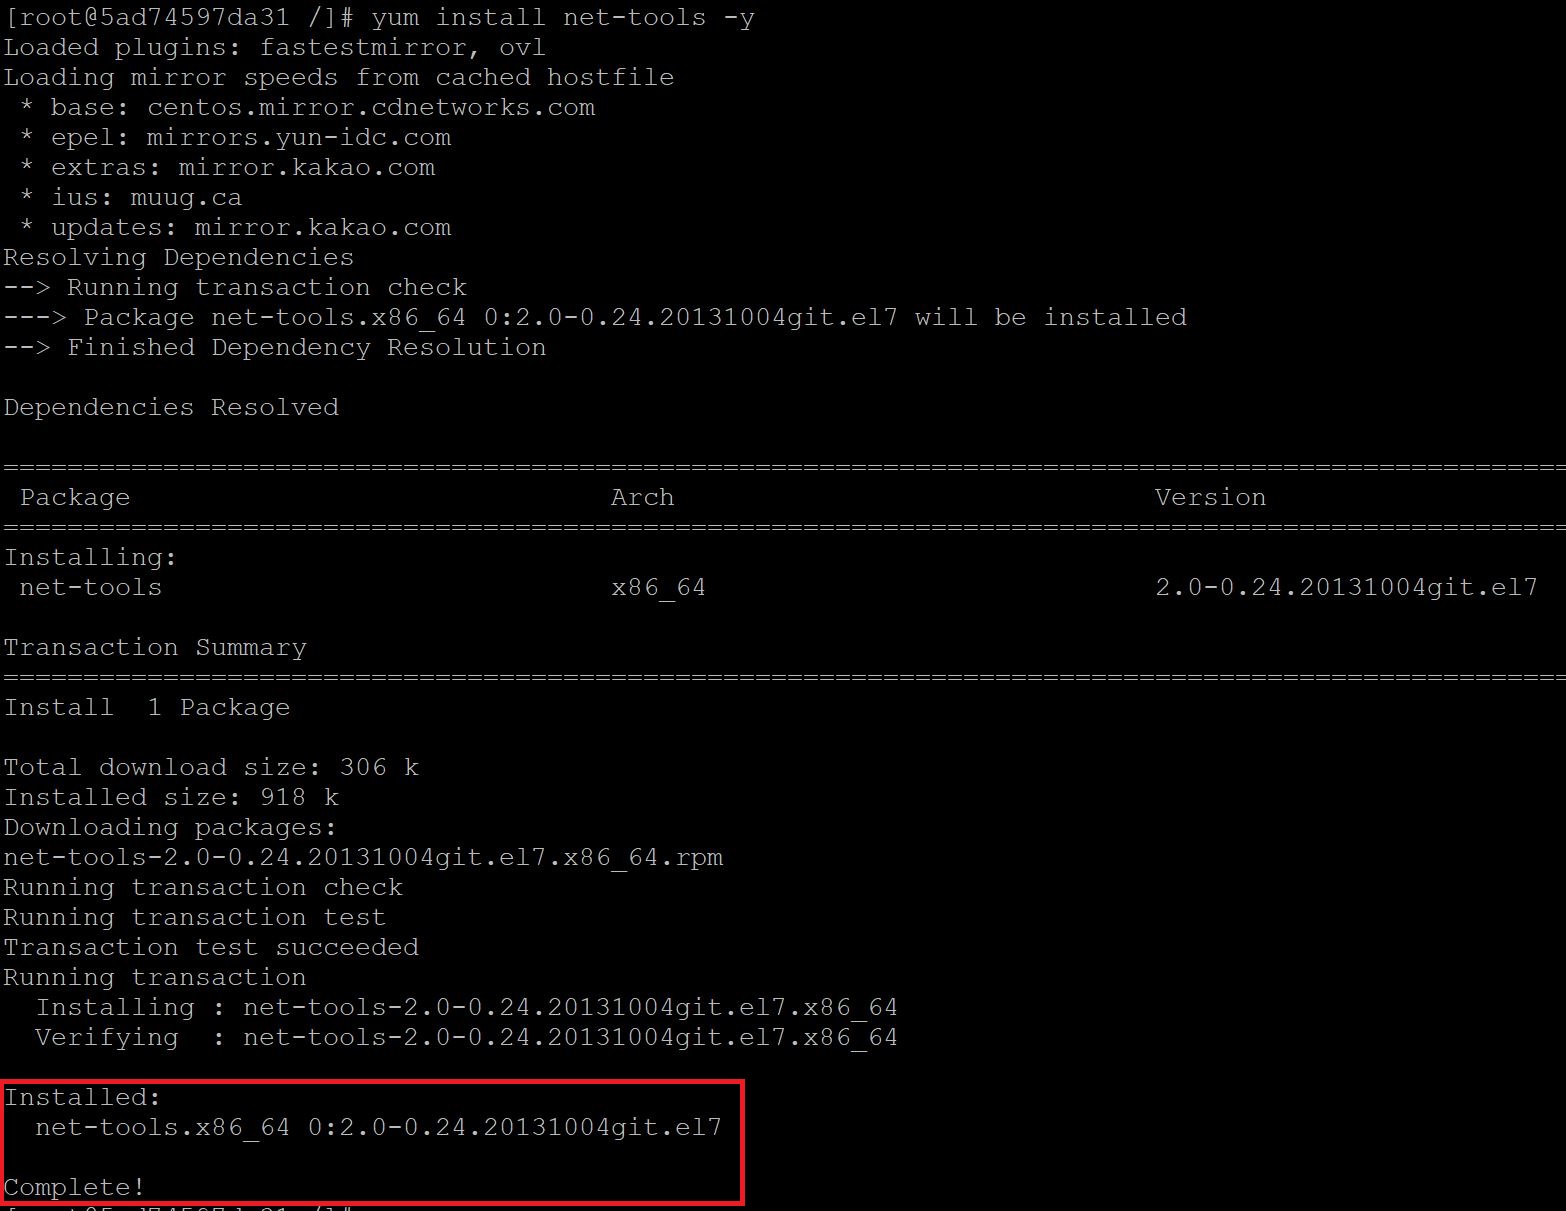 [root@5ad74597da31 /]# yum install net-tools -y
Loaded plugins: fastestmirror, ovl
Loading mirror speeds from cached hostfile
 * base: centos.mirror.cdnetworks.com
 * epel: mirrors.yun-idc.com
 * extras: mirror.kakao.com
 * ius: muug.ca
 * updates: mirror.kakao.com
Resolving Dependencies
--> Running transaction check
---> Package net-tools.x86_64 0:2.0-0.24.20131004git.el7 will be installed
--> Finished Dependency Resolution
Dependencies Resolved
==================================================================================================
 Package Arch Version
==================================================================================================
Installing:
 net-tools x86_64 2.0-0.24.20131004git.el7
Transaction Summary
==================================================================================================
Install  1 Package
Total download size: 306 k
Installed size: 918 k
Downloading packages:
net-tools-2.0-0.24.20131004git.el7.x86_64.rpm
Running transaction check
Running transaction test
Transaction test succeeded
Running transaction
  Installing : net-tools-2.0-0.24.20131004git.el7.x86_64
  Verifying  : net-tools-2.0-0.24.20131004git.el7.x86_64
Installed:
  net-tools.x86_64 0:2.0-0.24.20131004git.el7
Complete!